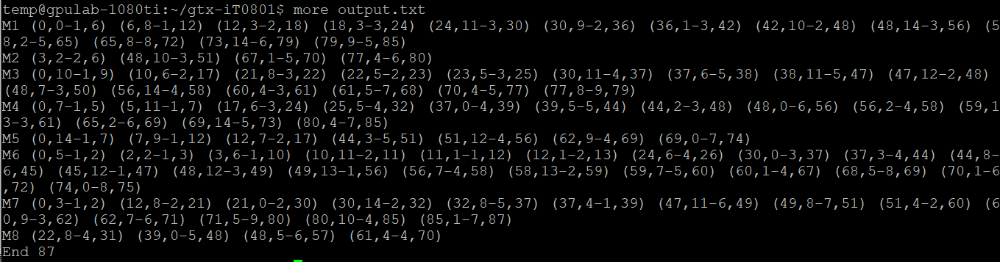 temp@gpulab-1080ti:~/gtx-iT0801$ more output.txt
M1 (0,0-1,6) (6,8-1,12) (12,3-2,18) (18,3-3,24) (24,11-3,30) (30,9-2,36) (36,1-3,42) (42,10-2,48) (48,14-3,56) (5
8,2-5,65) (65,8-8,72) (73,14-6,79) (79,9-5,85)
M2 (3,2-2,6) (48,10-3,51) (67,1-5,70) (77,4-6,80)
M3 (0,10-1,9) (10,6-2,17) (21,8-3,22) (22,5-2,23) (23,5-3,25) (30,11-4,37) (37,6-5,38) (38,11-5,47) (47,12-2,48)
(48,7-3,50) (56,14-4,58) (60,4-3,61) (61,5-7,68) (70,4-5,77) (77,8-9,79)
M4 (0,7-1,5) (5,11-1,7) (17,6-3,24) (25,5-4,32) (37,0-4,39) (39,5-5,44) (44,2-3,48) (48,0-6,56) (56,2-4,58) (59,1
3-3,61) (65,2-6,69) (69,14-5,73) (80,4-7,85)
M5 (0,14-1,7) (7,9-1,12) (12,7-2,17) (44,3-5,51) (51,12-4,56) (62,9-4,69) (69,0-7,74)
M6 (0,5-1,2) (2,2-1,3) (3,6-1,10) (10,11-2,11) (11,1-1,12) (12,1-2,13) (24,6-4,26) (30,0-3,37) (37,3-4,44) (44,8-
6,45) (45,12-1,47) (48,12-3,49) (49,13-1,56) (56,7-4,58) (58,13-2,59) (59,7-5,60) (60,1-4,67) (68,5-8,69) (70,1-6
,72) (74,0-8,75)
M7 (0,3-1,2) (12,8-2,21) (21,0-2,30) (30,14-2,32) (32,8-5,37) (37,4-1,39) (47,11-6,49) (49,8-7,51) (51,4-2,60) (6
0,9-3,62) (62,7-6,71) (71,5-9,80) (80,10-4,85) (85,1-7,87)
M8 (22,8-4,31) (39,0-5,48) (48,5-6,57) (61,4-4,70)
End 87